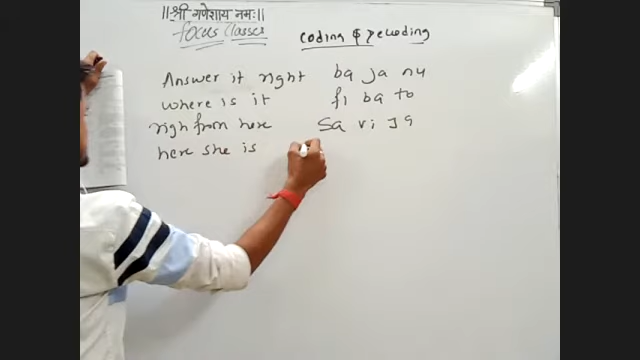 ||श्री गणेशाय नमः||
focus Classes
coding & Decoding
Answer it right ba ja nu
where is it fi ba to
righ from here sa vi ja
here she is